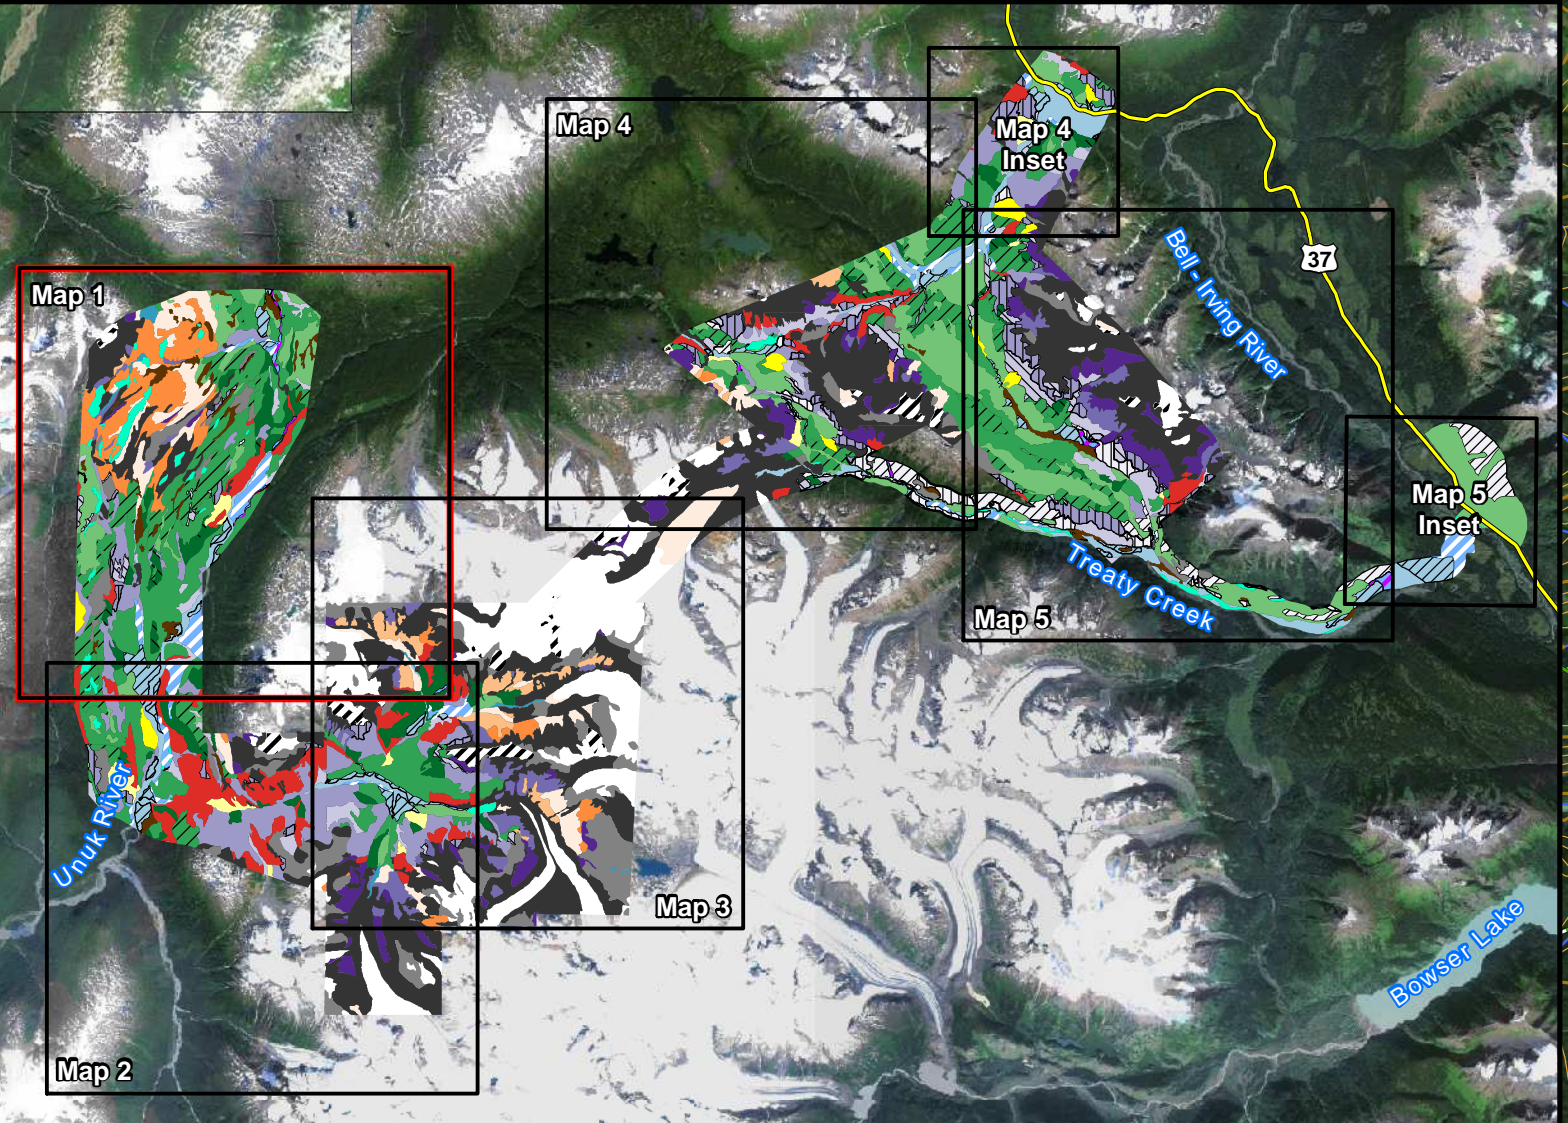 Map 4
Map 4
Inset
37
Bell - Irving River
Map 1
Map 5
Inset
Treaty Creek
Map 5
Unuk River
Map 3
Bowser Lake
Map 2